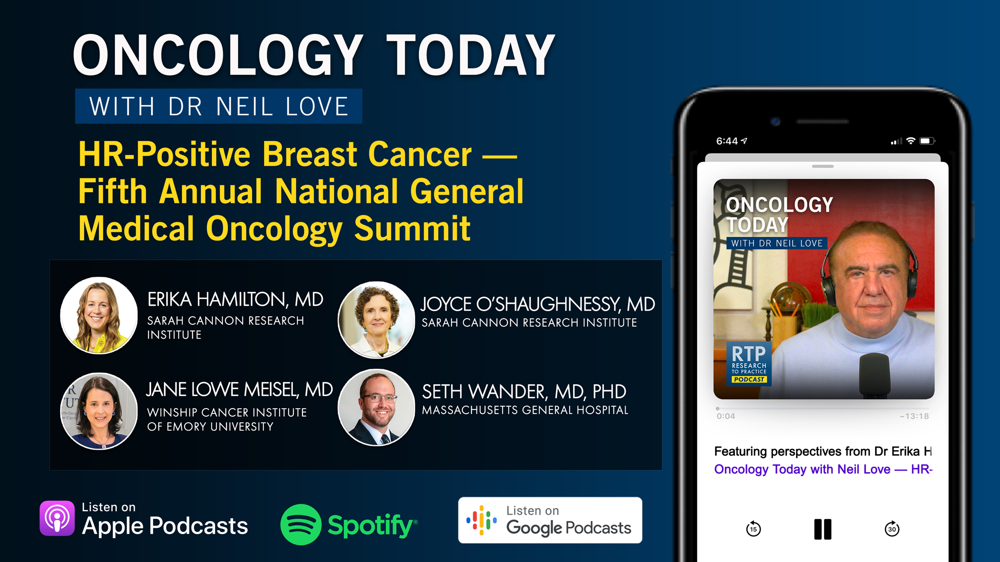 ONCOLOGY TODAY
WITH DR NEIL LOVE
HR-Positive Breast Cancer —
Fifth Annual National General
Medical Oncology Summit
ERIKA HAMILTON, MD
SARAH CANNON RESEARCH
INSTITUTE
JOYCE O’SHAUGHNESSY, MD
SARAH CANNON RESEARCH INSTITUTE
JANE LOWE MEISEL, MD
WINSHIP CANCER INSTITUTE
OF EMORY UNIVERSITY
SETH WANDER, MD, PHD
MASSACHUSETTS GENERAL HOSPITAL
Listen on
Apple Podcasts
Spotify®
Listen on
Google Podcasts
6:44
ONCOLOGY
TODAY
WITH DR NEIL LOVE
RTP
RESEARCH
TO PRACTICE
PODCAST
0:04
−13:18
Featuring perspectives from Dr Erika H
Oncology Today with Neil Love — HR-
15
30